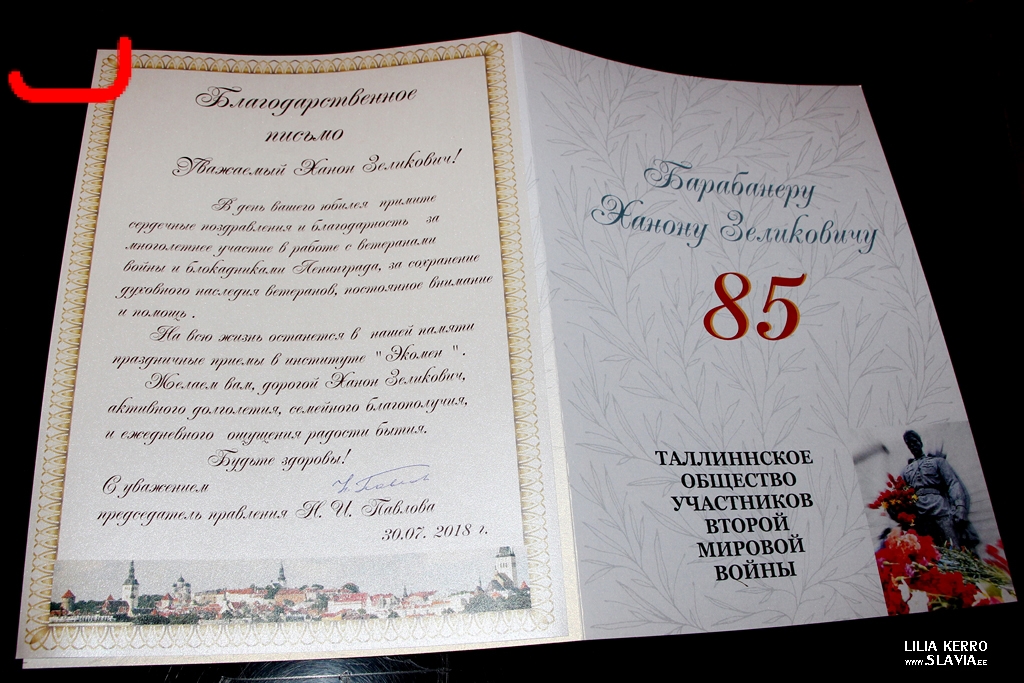 Благодарственное
письмо
Уважаемый Ханон Зеликович!
В день вашего юбилея примите
сердечные поздравления и благодарность за
многолетнее участие в работе с ветеранами
войны и блокадниками Ленинграда, за сохранение
духовного наследия ветеранов, постоянное внимание
и помощь .
На всю жизнь останется в нашей памяти
праздничные приемы в институте " Экомен ".
Желаем вам, дорогой Ханон Зеликович,
активного долголетия, семейного благополучия,
и ежедневного ощущения радости бытия.
Будьте здоровы!
С уважением
председатель правления Н. И. Павлова
30.07. 2018 г.
Барабанеру
Ханону Зеликовичу
85
ТАЛЛИННСКОЕ
ОБЩЕСТВО
УЧАСТНИКОВ
ВТОРОЙ
МИРОВОЙ
ВОЙНЫ
LILIA KERRO
www.SLAVIA.EE